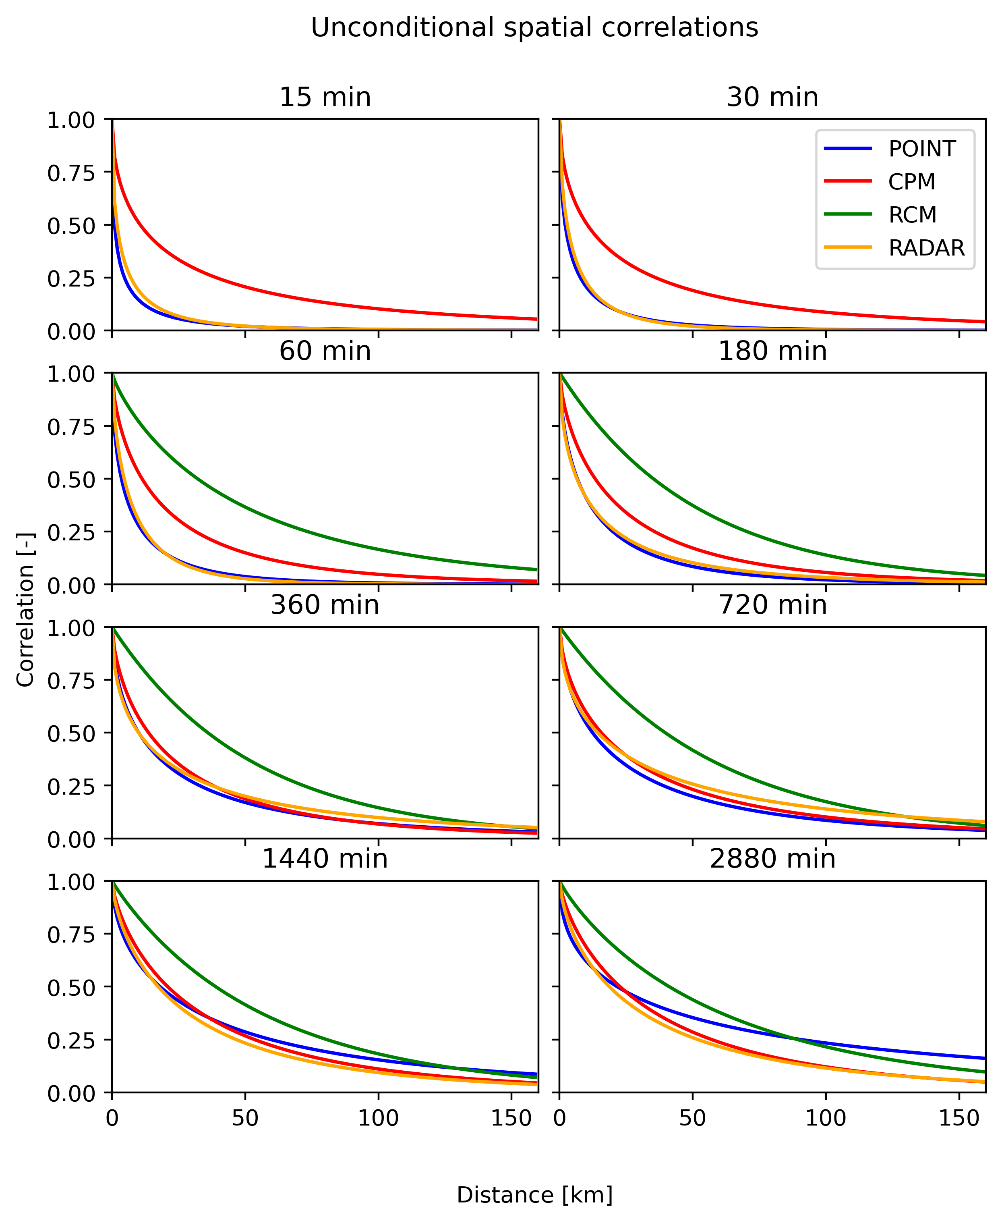 Unconditional spatial correlations
15 min
30 min
1.00
0.75
0.50
0.25
0.00
POINT
CPM
RCM
RADAR
60 min
180 min
1.00
0.75
0.50
0.25
0.00
Correlation [-]
360 min
720 min
1.00
0.75
0.50
0.25
0.00
1440 min
2880 min
1.00
0.75
0.50
0.25
0.00
0 50 100 150
0 50 100 150
Distance [km]